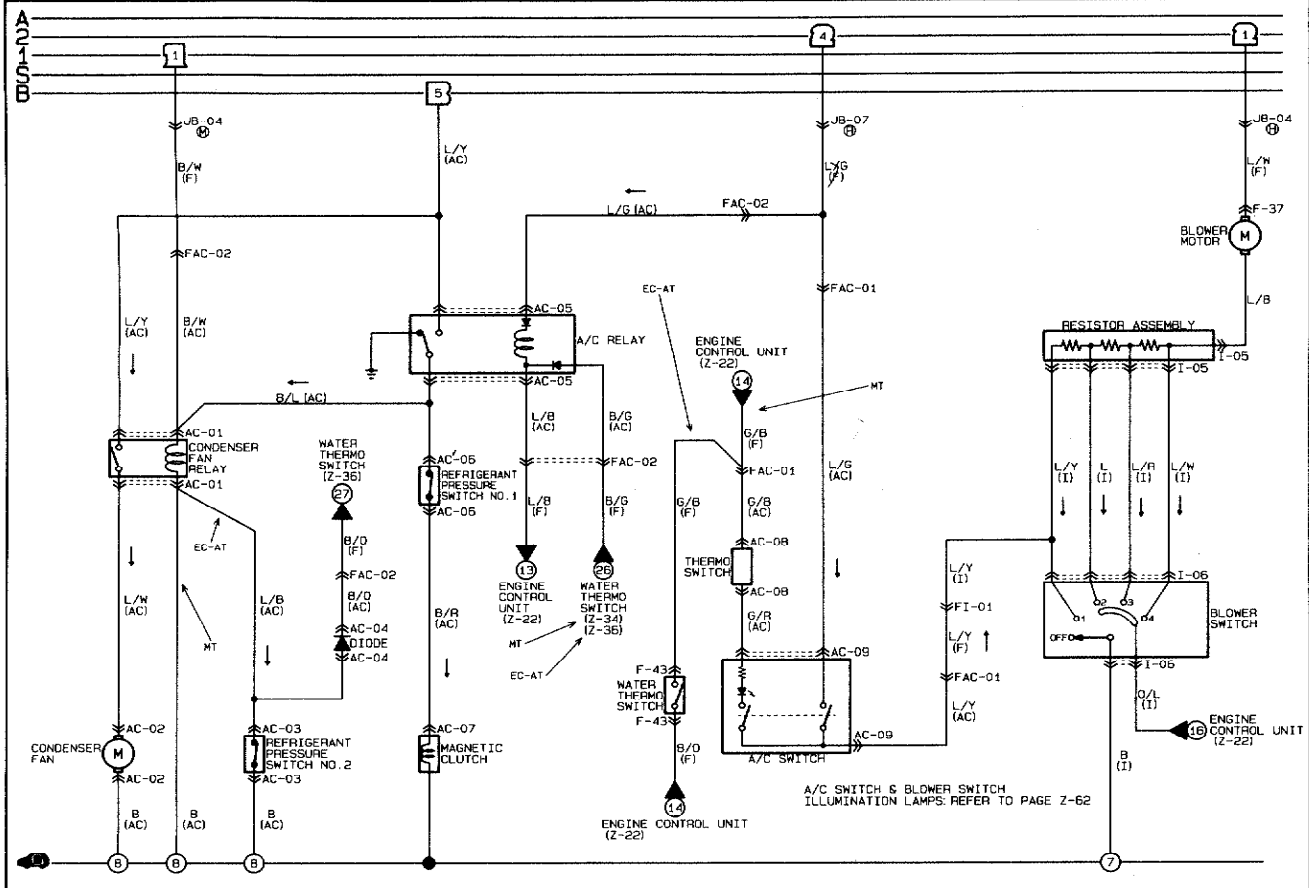 A
2
1
S
B
1
5
4
1
JB-04
M
JB-07
H
JB-04
H
B/W
(F)
L/Y
(AC)
L/G
(F)
L/W
(F)
L/G (AC)
FAC-02
F-37
BLOWER
MOTOR
M
FAC-02
EC-AT
FAC-01
L/B
L/Y
(AC)
B/W
(AC)
AC-05
A/C RELAY
ENGINE
CONTROL UNIT
(Z-22)
14
RESISTOR ASSEMBLY
I-05
I-05
AC-05
MT
B/L (AC)
L/B
(AC)
B/G
(AC)
G/B
(F)
AC-01
CONDENSER
FAN
RELAY
AC-01
WATER
THERMO
SWITCH
(Z-36)
27
AC-06
REFRIGERANT
PRESSURE
SWITCH NO.1
AC-06
FAC-02
FAC-01
L/G
(AC)
L/Y
(I)
L
(I)
L/R
(I)
L/W
(I)
L/B
(F)
B/G
(F)
G/B
(F)
G/B
(AC)
EC-AT
B/O
(F)
FAC-02
B/O
(AC)
13
ENGINE
CONTROL
UNIT
(Z-22)
26
WATER
THERMO
SWITCH
(Z-34)
(Z-36)
AC-08
THERMO
SWITCH
AC-08
G/R
(AC)
L/Y
(I)
FI-01
L/Y
(F)
FAC-01
L/Y
(AC)
I-06
BLOWER
SWITCH
1
2
3
4
OFF
I-06
L/W
(AC)
L/B
(AC)
B/R
(AC)
MT
AC-04
DIODE
AC-04
MT
EC-AT
F-43
WATER
THERMO
SWITCH
F-43
AC-09
AC-09
A/C SWITCH
O/L
(I)
16
ENGINE
CONTROL UNIT
(Z-22)
AC-02
CONDENSER
FAN
M
AC-02
AC-03
REFRIGERANT
PRESSURE
SWITCH NO.2
AC-03
AC-07
MAGNETIC
CLUTCH
B/O
(F)
14
ENGINE CONTROL UNIT
(Z-22)
A/C SWITCH & BLOWER SWITCH
ILLUMINATION LAMPS: REFER TO PAGE Z-62
B
(I)
B
(AC)
B
(AC)
B
(AC)
8
8
8
7